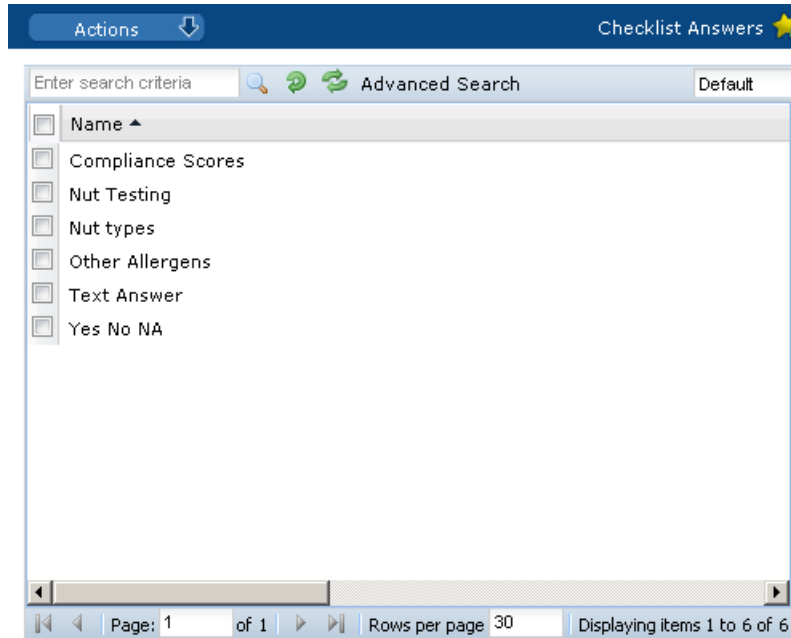 Actions Checklist Answers
Enter search criteria Advanced Search Default
Name
Compliance Scores
Nut Testing
Nut types
Other Allergens
Text Answer
Yes No NA
Page: 1 of 1 Rows per page 30 Displaying items 1 to 6 of 6